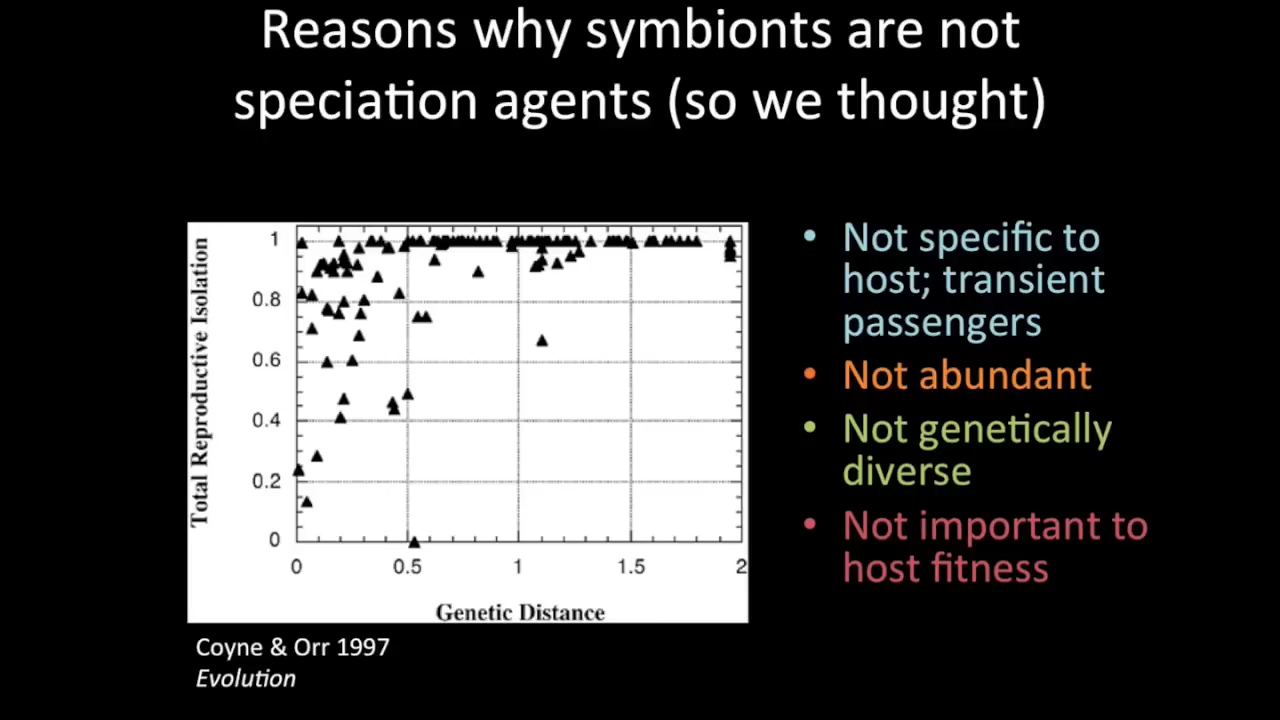 Reasons why symbionts are not
speciation agents (so we thought)
Total Reproductive Isolation
1
0.8
0.6
0.4
0.2
0
0 0.5 1 1.5 2
Genetic Distance
Coyne & Orr 1997
Evolution
• Not specific to
host; transient
passengers
• Not abundant
• Not genetically
diverse
• Not important to
host fitness